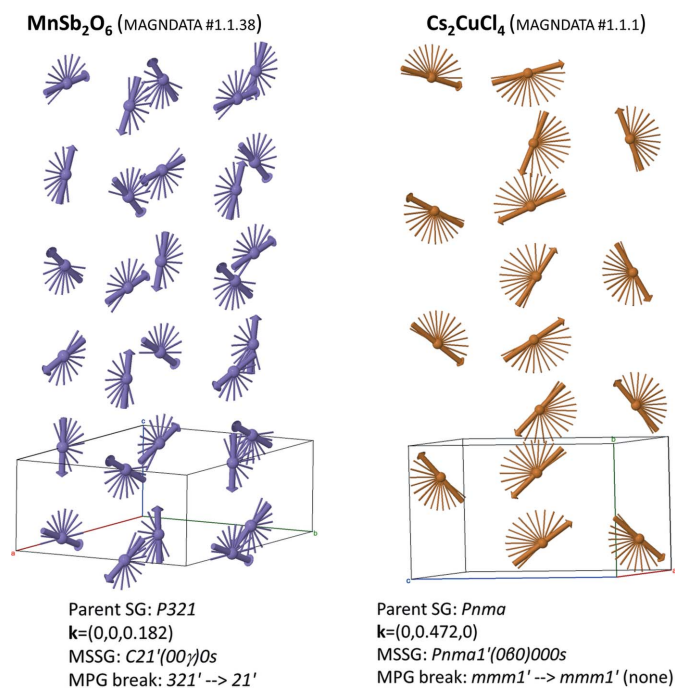 MnSb₂O₆ (MAGNDATA #1.1.38)
Cs₂CuCl₄ (MAGNDATA #1.1.1)
c
a
b
b
c
Parent SG: P321
k=(0,0,0.182)
MSSG: C21'(00γ)0s
MPG break: 321' --> 21'
Parent SG: Pnma
k=(0,0.472,0)
MSSG: Pnma1'(0β0)000s
MPG break: mmm1' --> mmm1' (none)